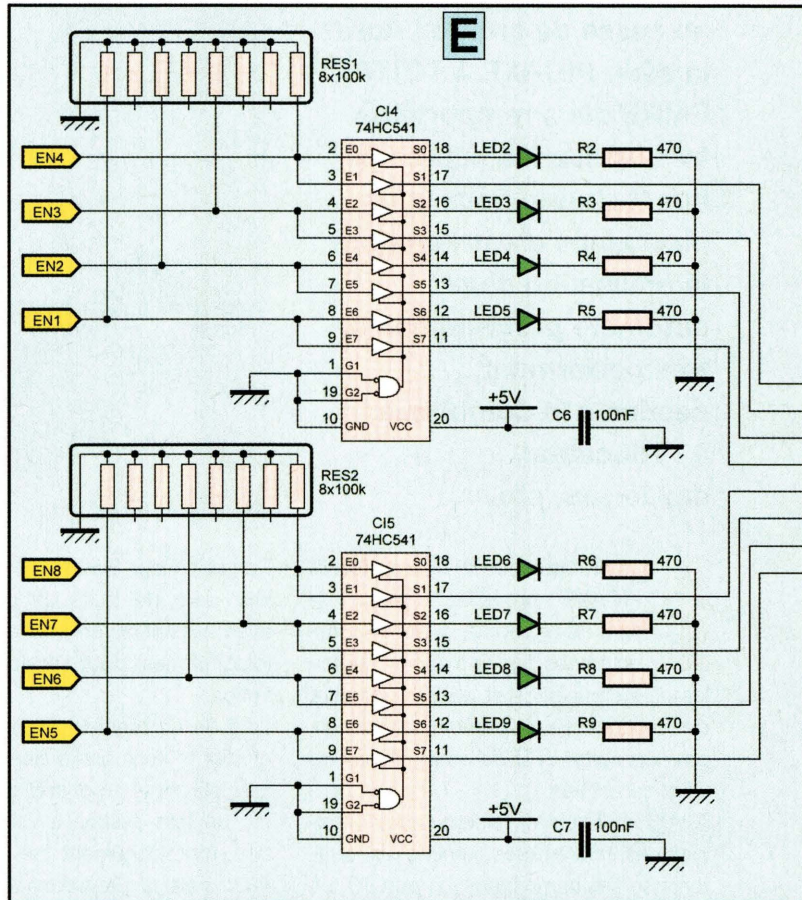 E
RES1
8x100k
CI4
74HC541
EN4
2 E0 S0 18 LED2 R2 470
3 E1 S1 17
EN3
4 E2 S2 16 LED3 R3 470
5 E3 S3 15
EN2
6 E4 S4 14 LED4 R4 470
7 E5 S5 13
EN1
8 E6 S6 12 LED5 R5 470
9 E7 S7 11
1 G1
19 G2
+5V
10 GND VCC 20
C6 100nF
RES2
8x100k
CI5
74HC541
EN8
2 E0 S0 18 LED6 R6 470
3 E1 S1 17
EN7
4 E2 S2 16 LED7 R7 470
5 E3 S3 15
EN6
6 E4 S4 14 LED8 R8 470
7 E5 S5 13
EN5
8 E6 S6 12 LED9 R9 470
9 E7 S7 11
1 G1
19 G2
+5V
10 GND VCC 20
C7 100nF